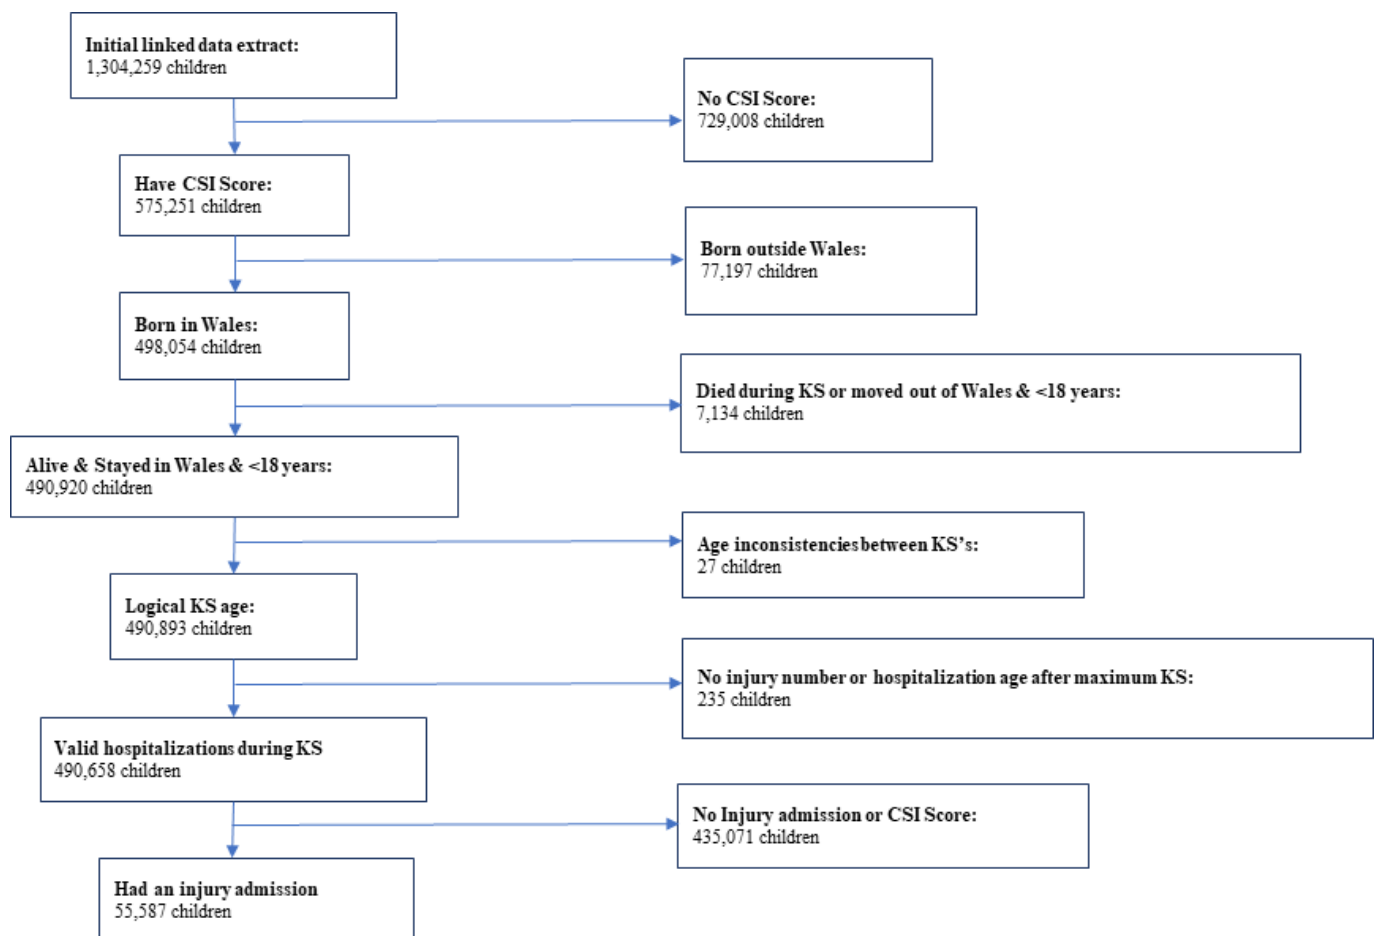 Initial linked data extract:
1,304,259 children
No CSI Score:
729,008 children
Have CSI Score:
575,251 children
Born outside Wales:
77,197 children
Born in Wales:
498,054 children
Died during KS or moved out of Wales & <18 years:
7,134 children
Alive & Stayed in Wales & <18 years:
490,920 children
Age inconsistencies between KS's:
27 children
Logical KS age:
490,893 children
No injury number or hospitalization age after maximum KS:
235 children
Valid hospitalizations during KS
490,658 children
No Injury admission or CSI Score:
435,071 children
Had an injury admission
55,587 children